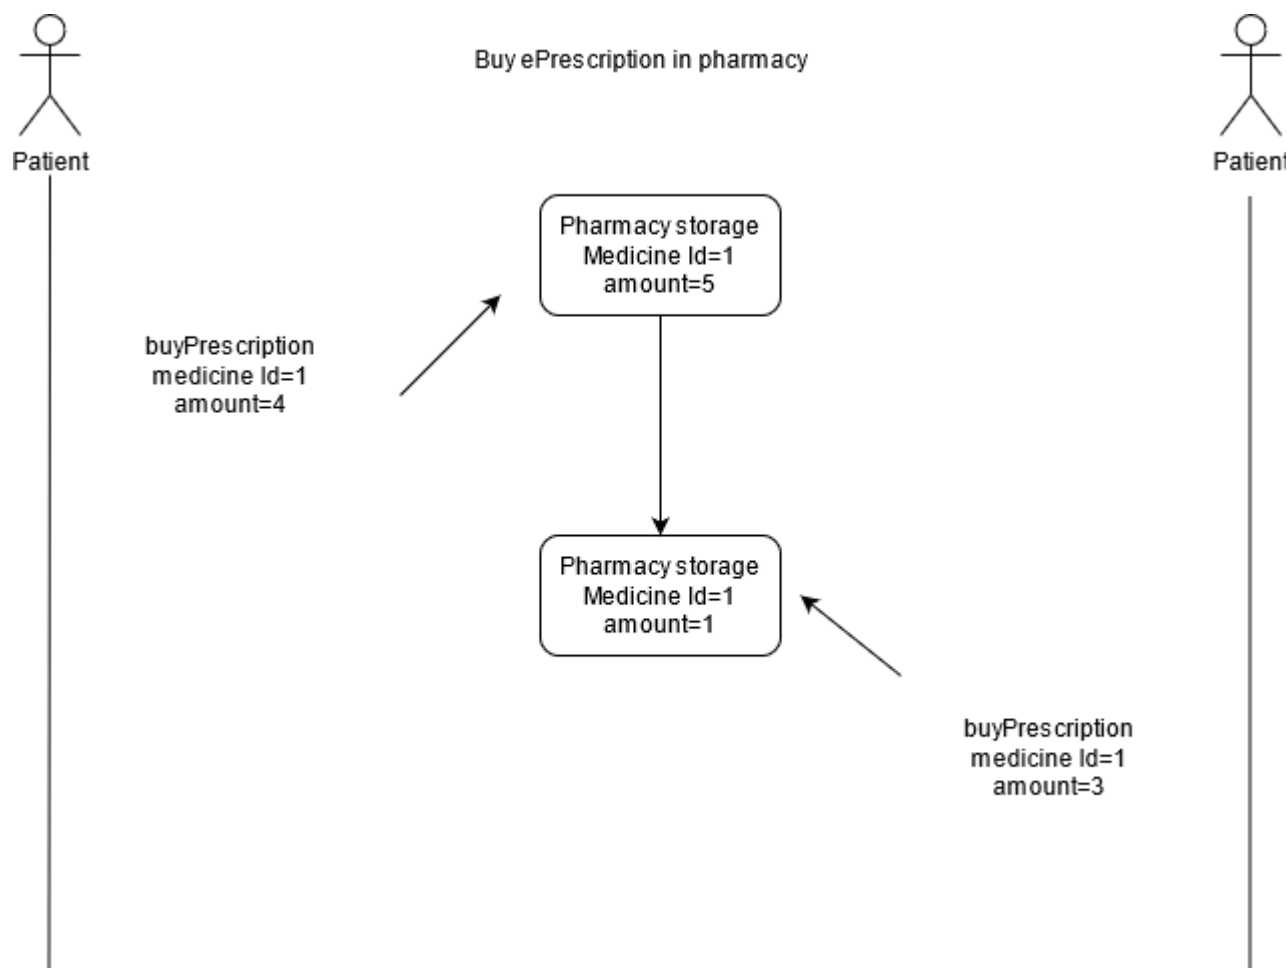 Buy ePrescription in pharmacy
Patient
Patient
Pharmacy storage
Medicine Id=1
amount=5
buyPrescription
medicine Id=1
amount=4
Pharmacy storage
Medicine Id=1
amount=1
buyPrescription
medicine Id=1
amount=3